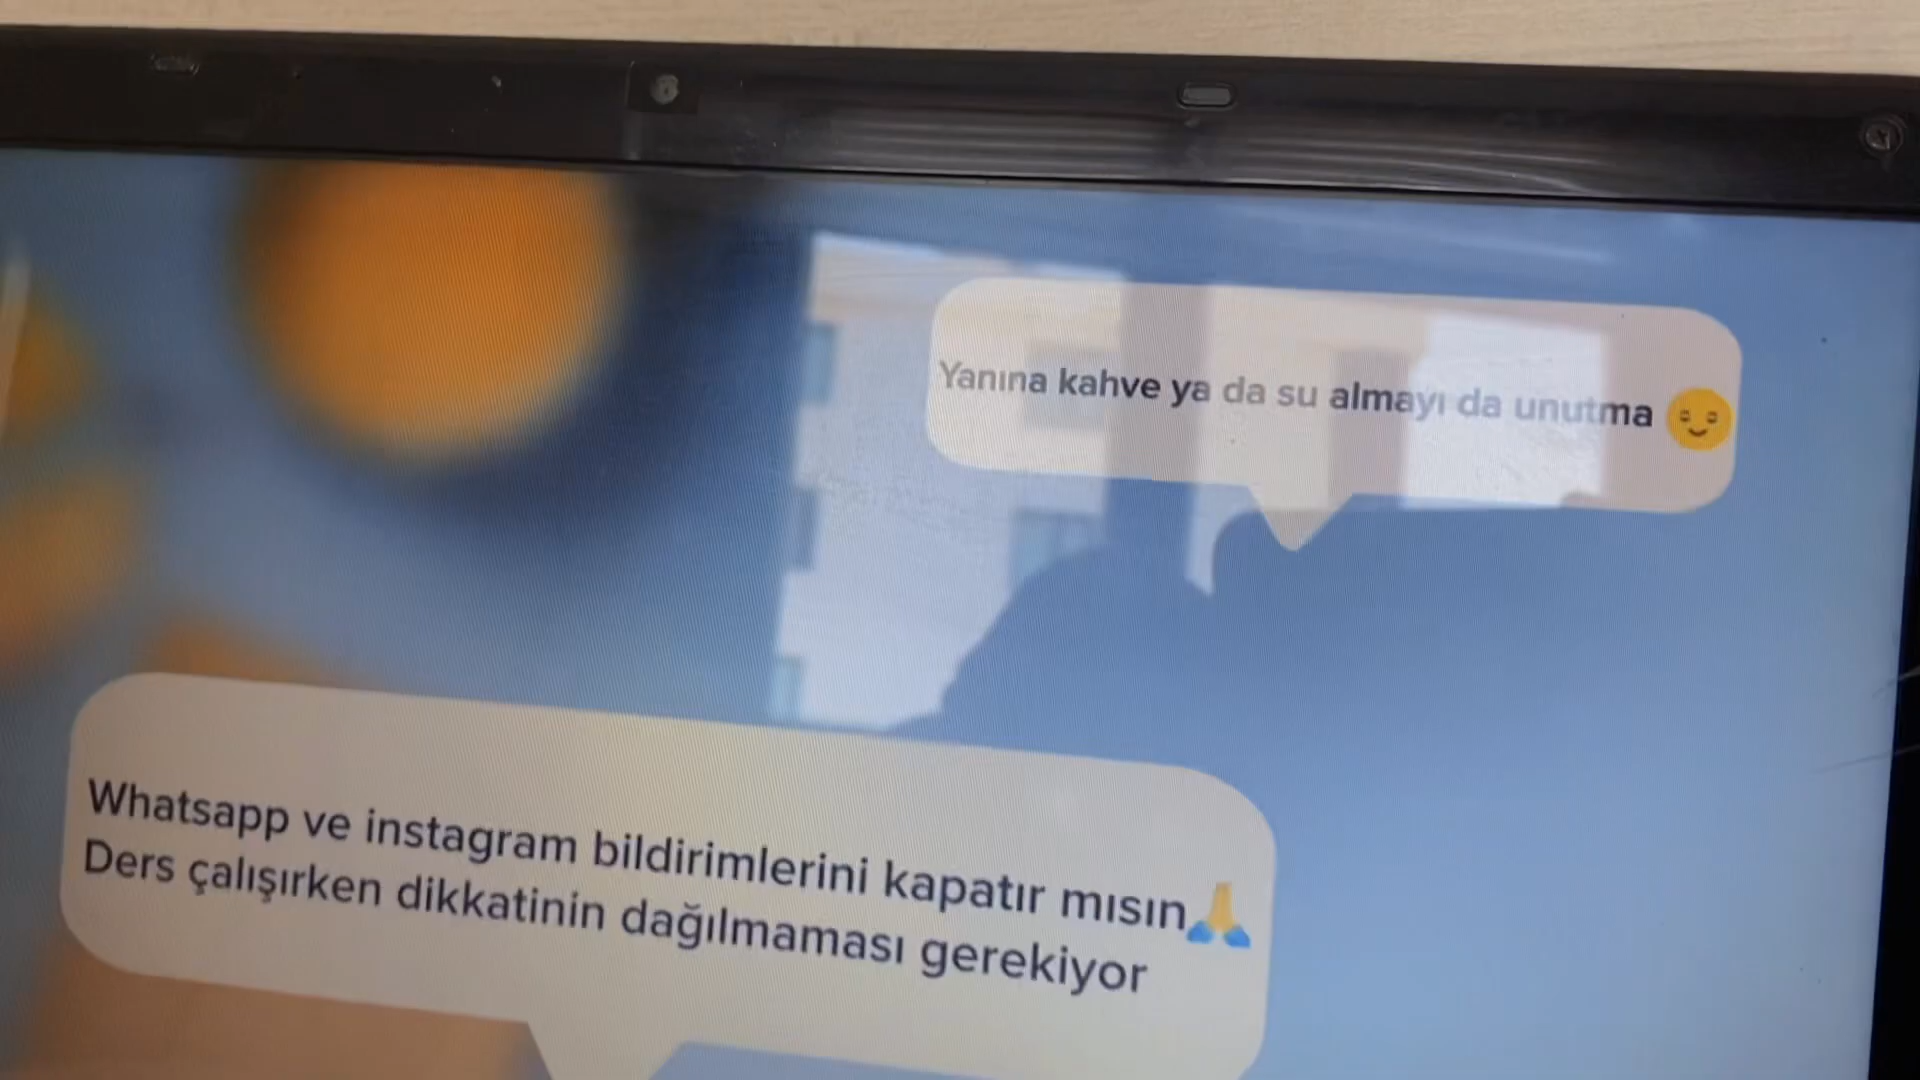 Yanına kahve ya da su almayı da unutma 😌
Whatsapp ve instagram bildirimlerini kapatır mısın🙏
Ders çalışırken dikkatinin dağılmaması gerekiyor